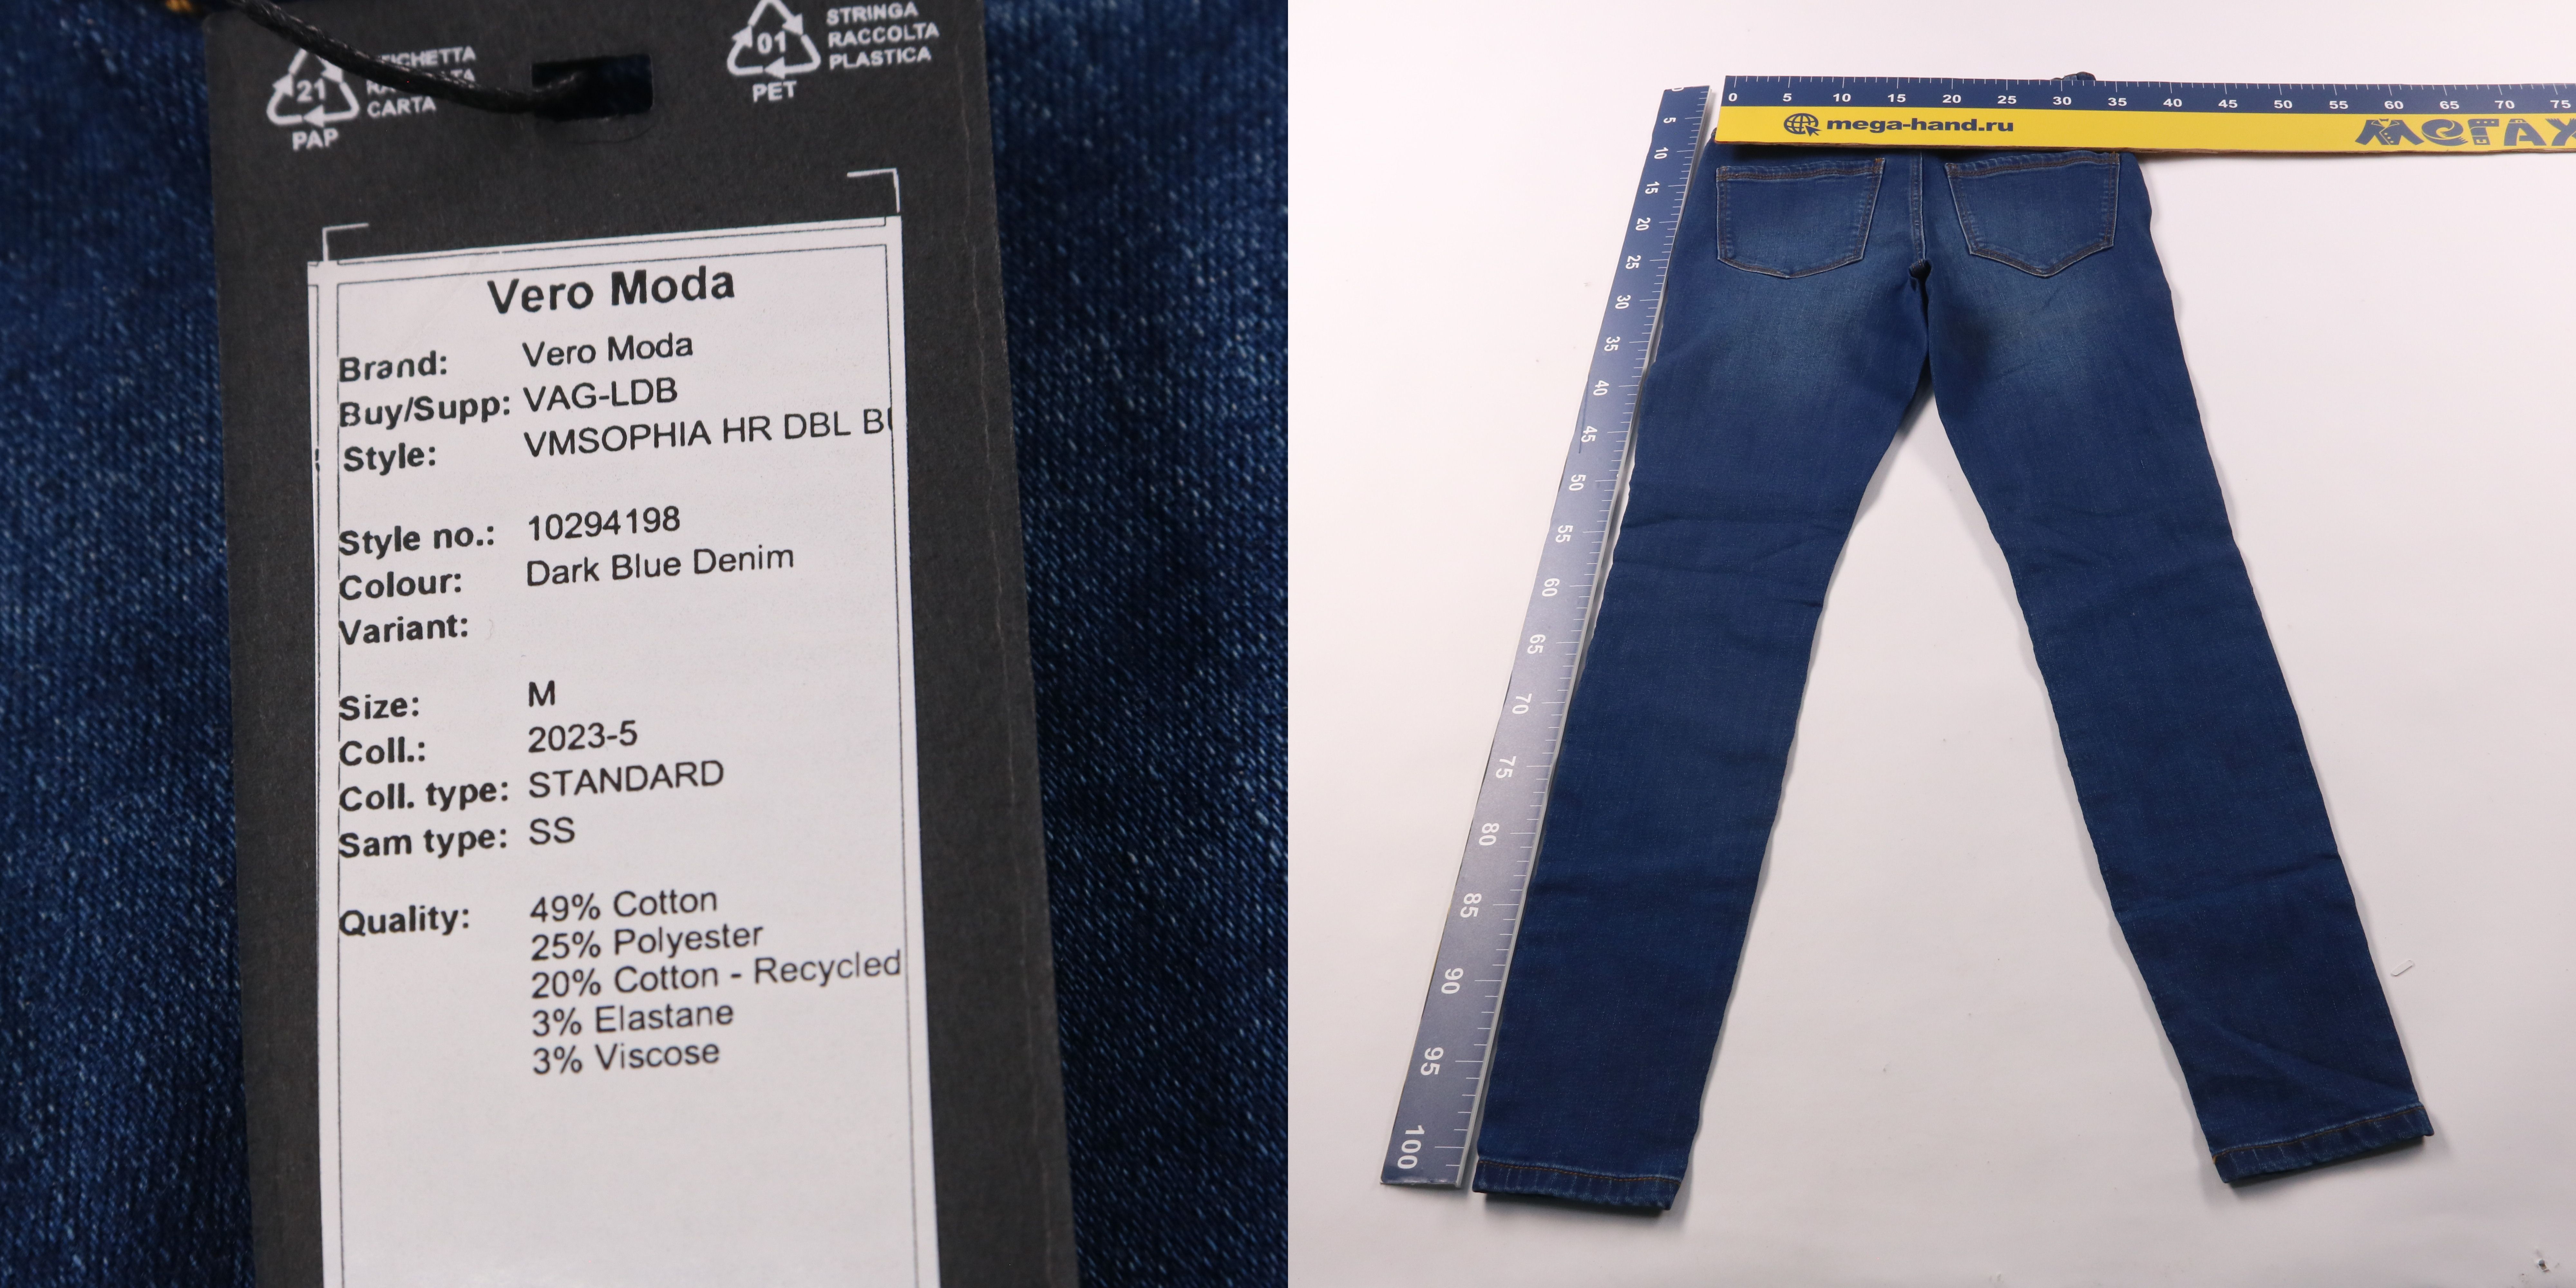 21
PAP
CARTA
01
PET
STRINGA
RACCOLTA
PLASTICA
Vero Moda
Brand: Vero Moda
Buy/Supp: VAG-LDB
Style: VMSOPHIA HR DBL
Style no.: 10294198
Colour: Dark Blue Denim
Variant:
Size: M
Coll.: 2023-5
Coll. type: STANDARD
Sam type: SS
Quality: 49% Cotton
25% Polyester
20% Cotton - Recycled
3% Elastane
3% Viscose
0 5 10 15 20 25 30 35 40 45 50 55 60 65 70 75
mega-hand.ru
5
10
15
20
25
30
35
40
45
50
55
60
65
70
75
80
85
90
95
100